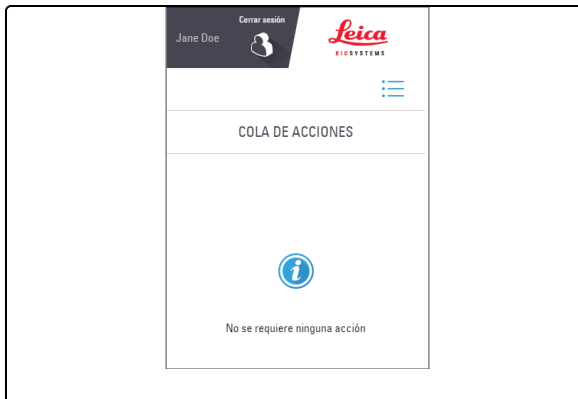 Cerrar sesión
Jane Doe
Leica
BIOSYSTEMS
COLA DE ACCIONES
i
No se requiere ninguna acción